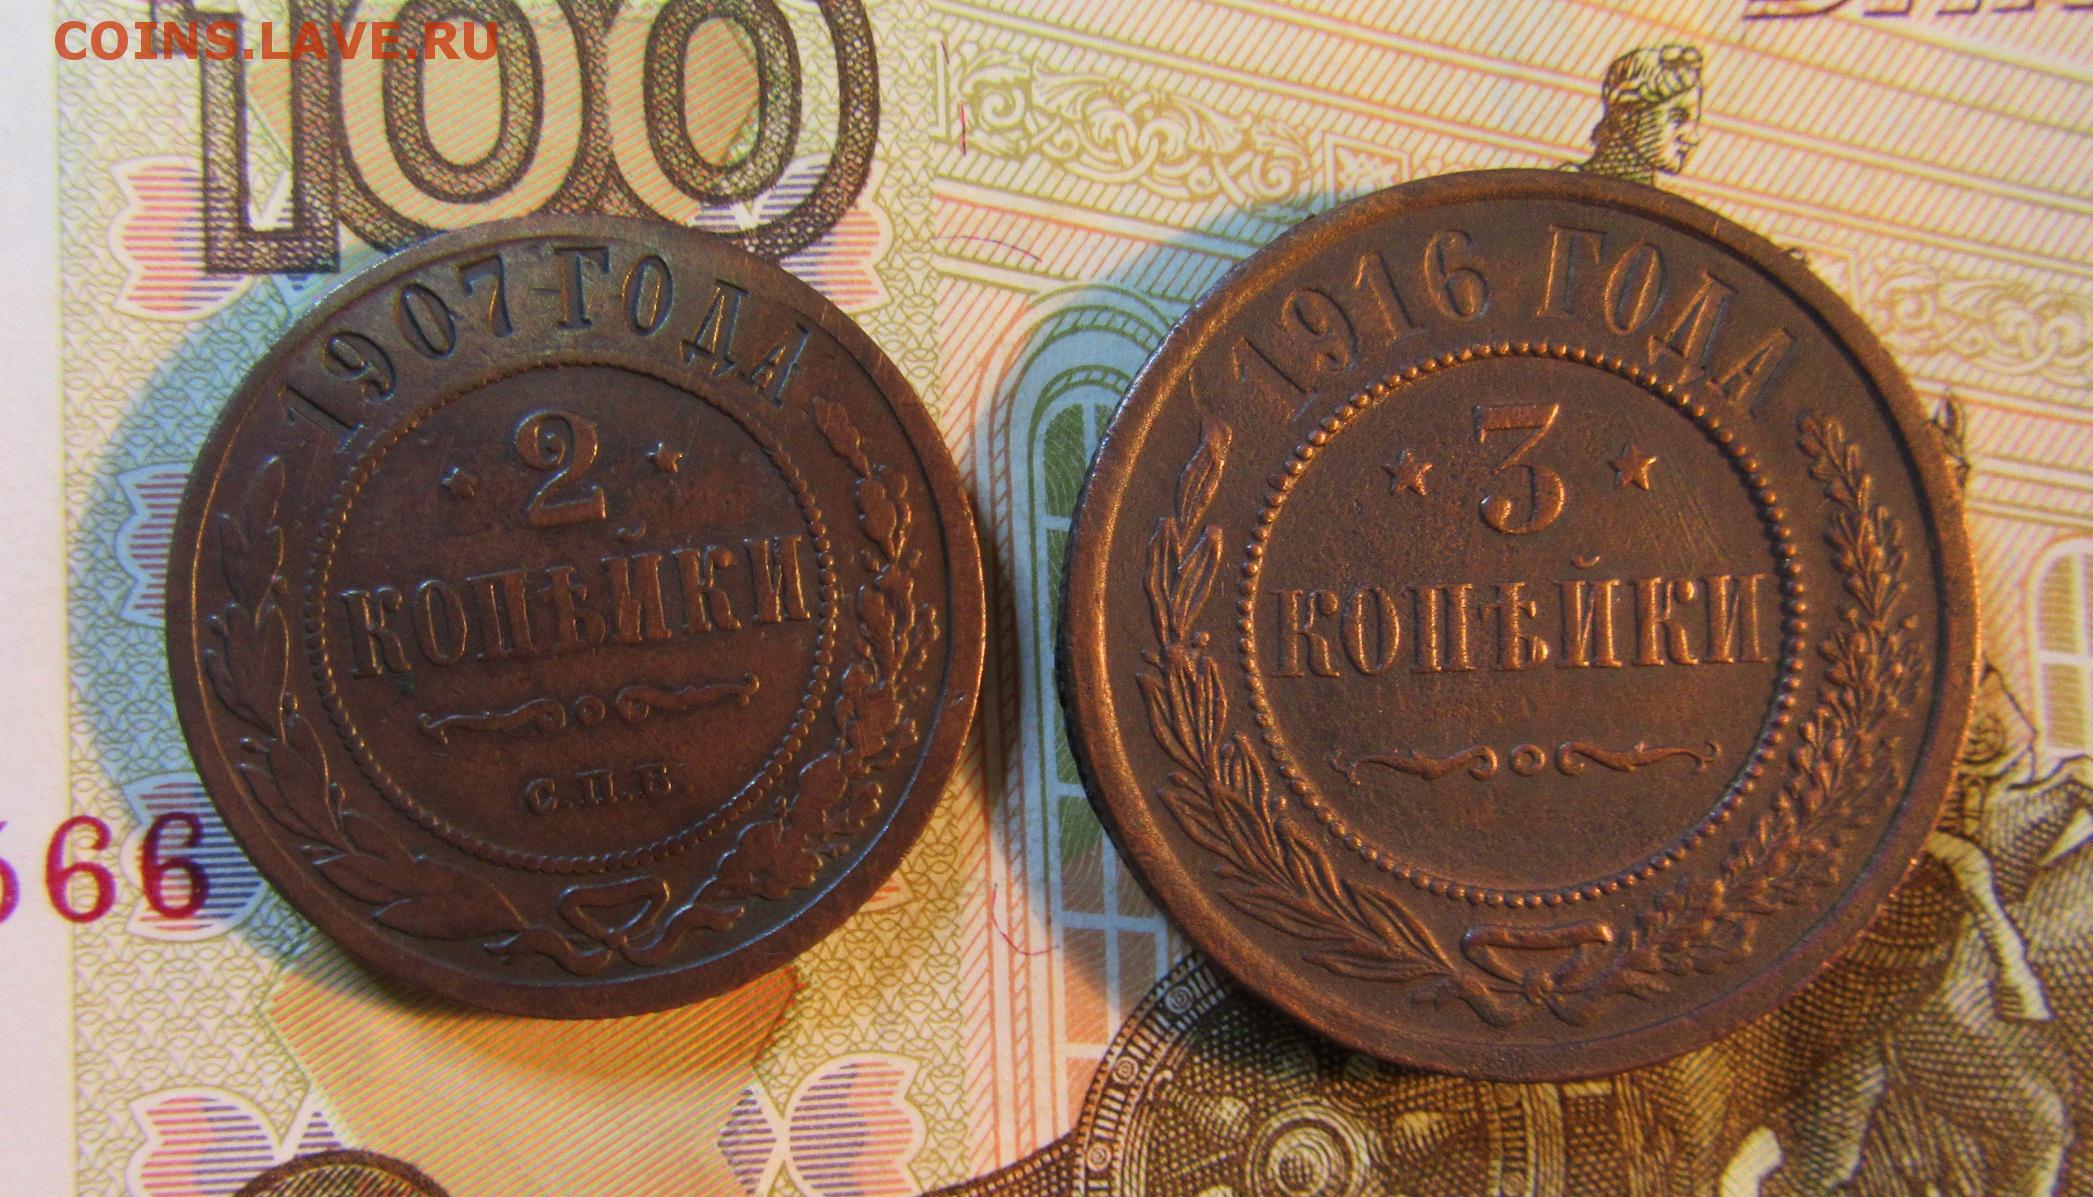 COINS.LAVE.RU
100
1907 ГОДА
2
КОПѢЙКИ
С.П.Б.
1916 ГОДА
3
КОПѢЙКИ
666